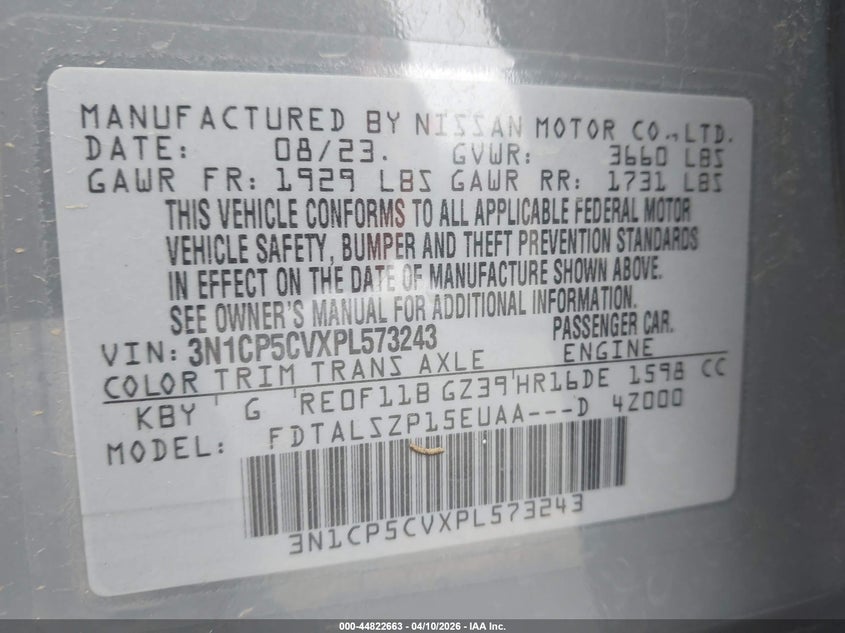 MANUFACTURED BY NISSAN MOTOR CO.,LTD.
DATE: 08/23. GVWR: 3660 LBS
GAWR FR: 1929 LBS GAWR RR: 1731 LBS
THIS VEHICLE CONFORMS TO ALL APPLICABLE FEDERAL MOTOR
VEHICLE SAFETY, BUMPER AND THEFT PREVENTION STANDARDS
IN EFFECT ON THE DATE OF MANUFACTURE SHOWN ABOVE.
SEE OWNER'S MANUAL FOR ADDITIONAL INFORMATION.
VIN: 3N1CP5CVXPL573243 PASSENGER CAR.
COLOR TRIM TRANS AXLE ENGINE
KBY G RE0F11B GZ39 HR16DE 1598 CC
MODEL: FDTALSZP15EUAA---D 4Z000
3N1CP5CVXPL573243
000-44822663 - 04/10/2026 - IAA Inc.